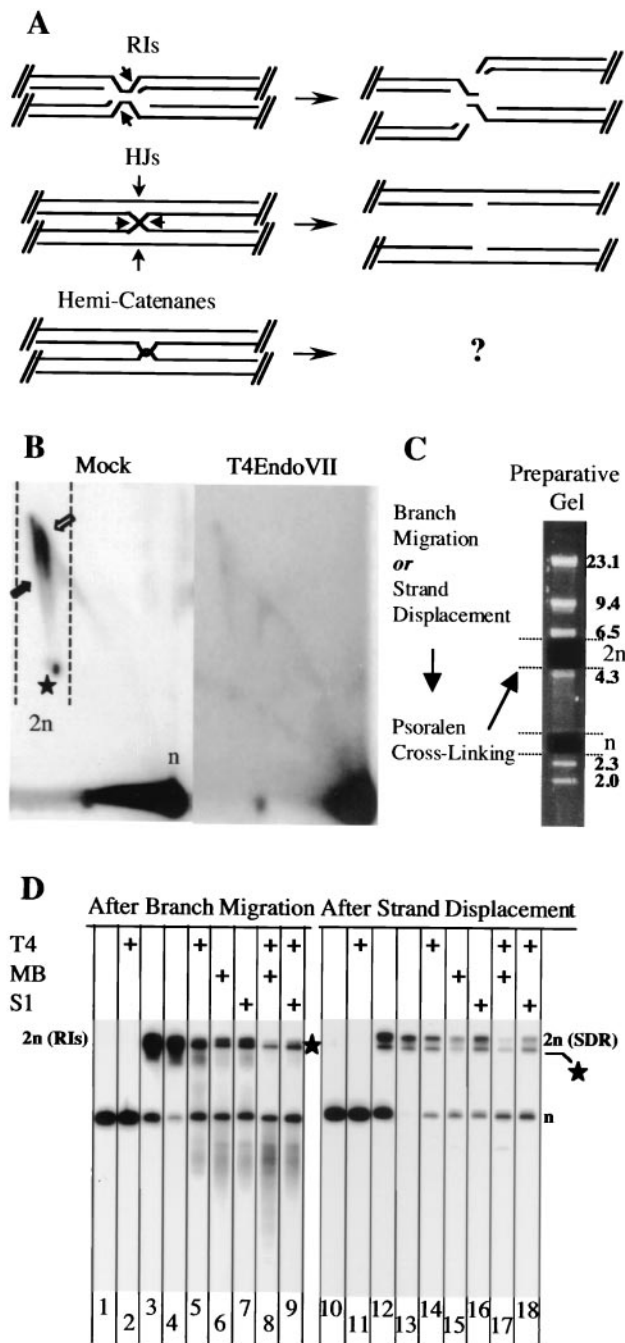 A
RIs
HJs
Hemi-Catenanes
?
B
Mock
T4EndoVII
2n
n
C
Preparative
Gel
Branch
Migration
or
Strand
Displacement
Psoralen
Cross-Linking
23.1
9.4
6.5
2n
4.3
n
2.3
2.0
D
After Branch Migration
After Strand Displacement
T4 + + + + + + + +
MB + + + +
S1 + + + +
2n (RIs)
2n (SDR)
n
1 2 3 4 5 6 7 8 9 10 11 12 13 14 15 16 17 18